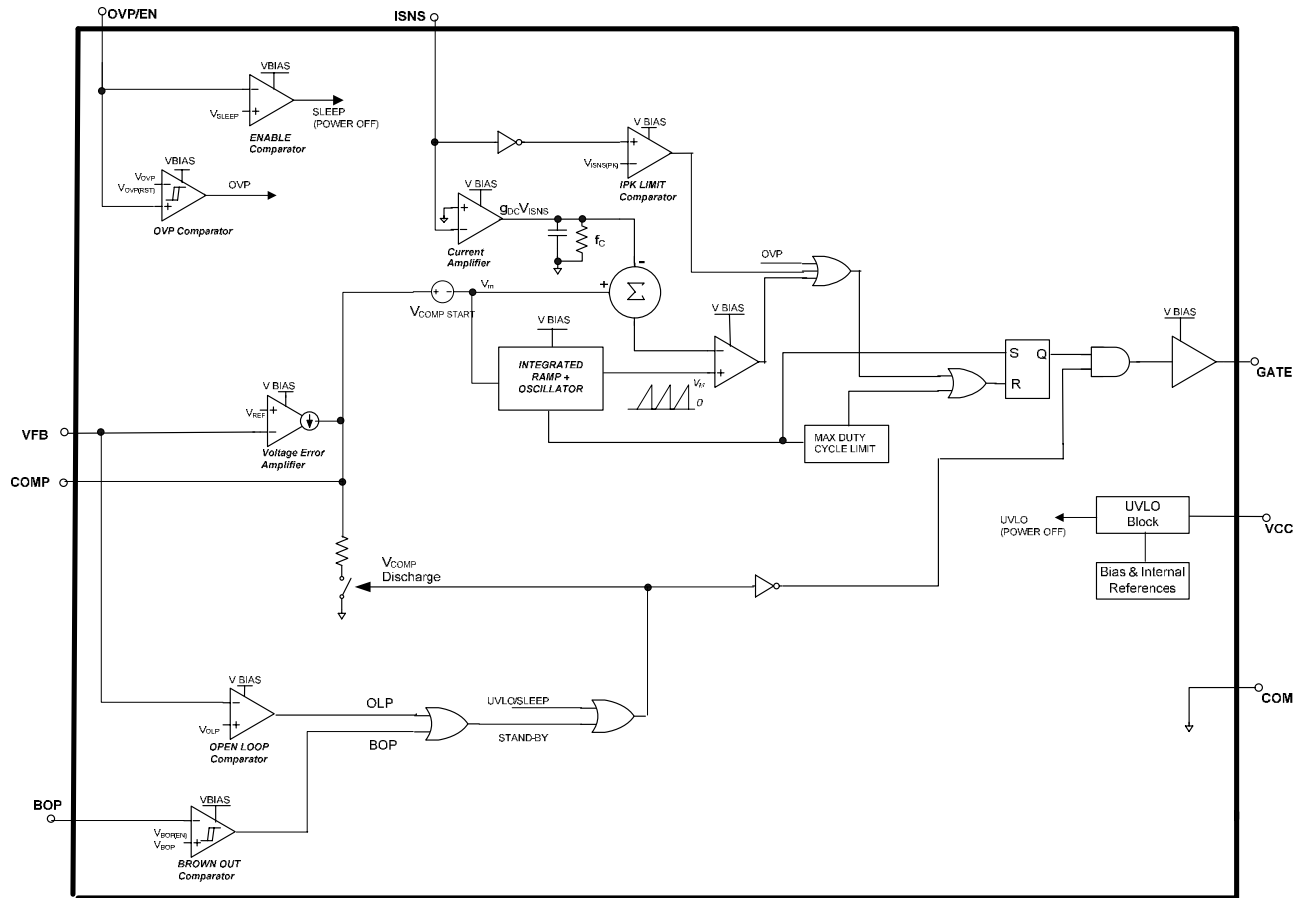 OVP/EN
ISNS
VBIAS
VSLEEP
SLEEP
(POWER OFF)
ENABLE
Comparator
VBIAS
VOVP
VOVP(RST)
OVP
OVP Comparator
V BIAS
VISNS(PK)
IPK LIMIT
Comparator
V BIAS
gDCVISNS
fC
Current
Amplifier
-
+
Σ
Vm
VCOMP START
OVP
V BIAS
INTEGRATED
RAMP +
OSCILLATOR
V BIAS
0
V BIAS
VREF
Voltage Error
Amplifier
VFB
COMP
S
Q
R
V BIAS
GATE
MAX DUTY
CYCLE LIMIT
UVLO
(POWER OFF)
UVLO
Block
VCC
Bias & Internal
References
VCOMP
Discharge
V BIAS
VOLP
OPEN LOOP
Comparator
OLP
BOP
UVLO/SLEEP
STAND-BY
COM
BOP
VBIAS
VBOP(EN)
VBOP
BROWN OUT
Comparator